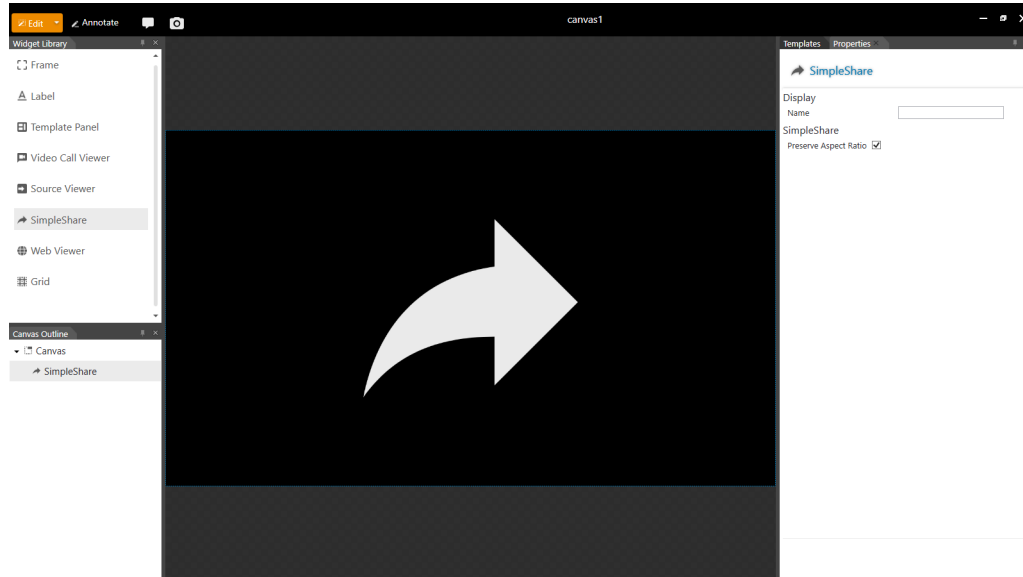 Edit
Annotate
canvas1
Widget Library
Frame
Label
Template Panel
Video Call Viewer
Source Viewer
SimpleShare
Web Viewer
Grid
Canvas Outline
Canvas
SimpleShare
Templates Properties
SimpleShare
Display
Name
SimpleShare
Preserve Aspect Ratio